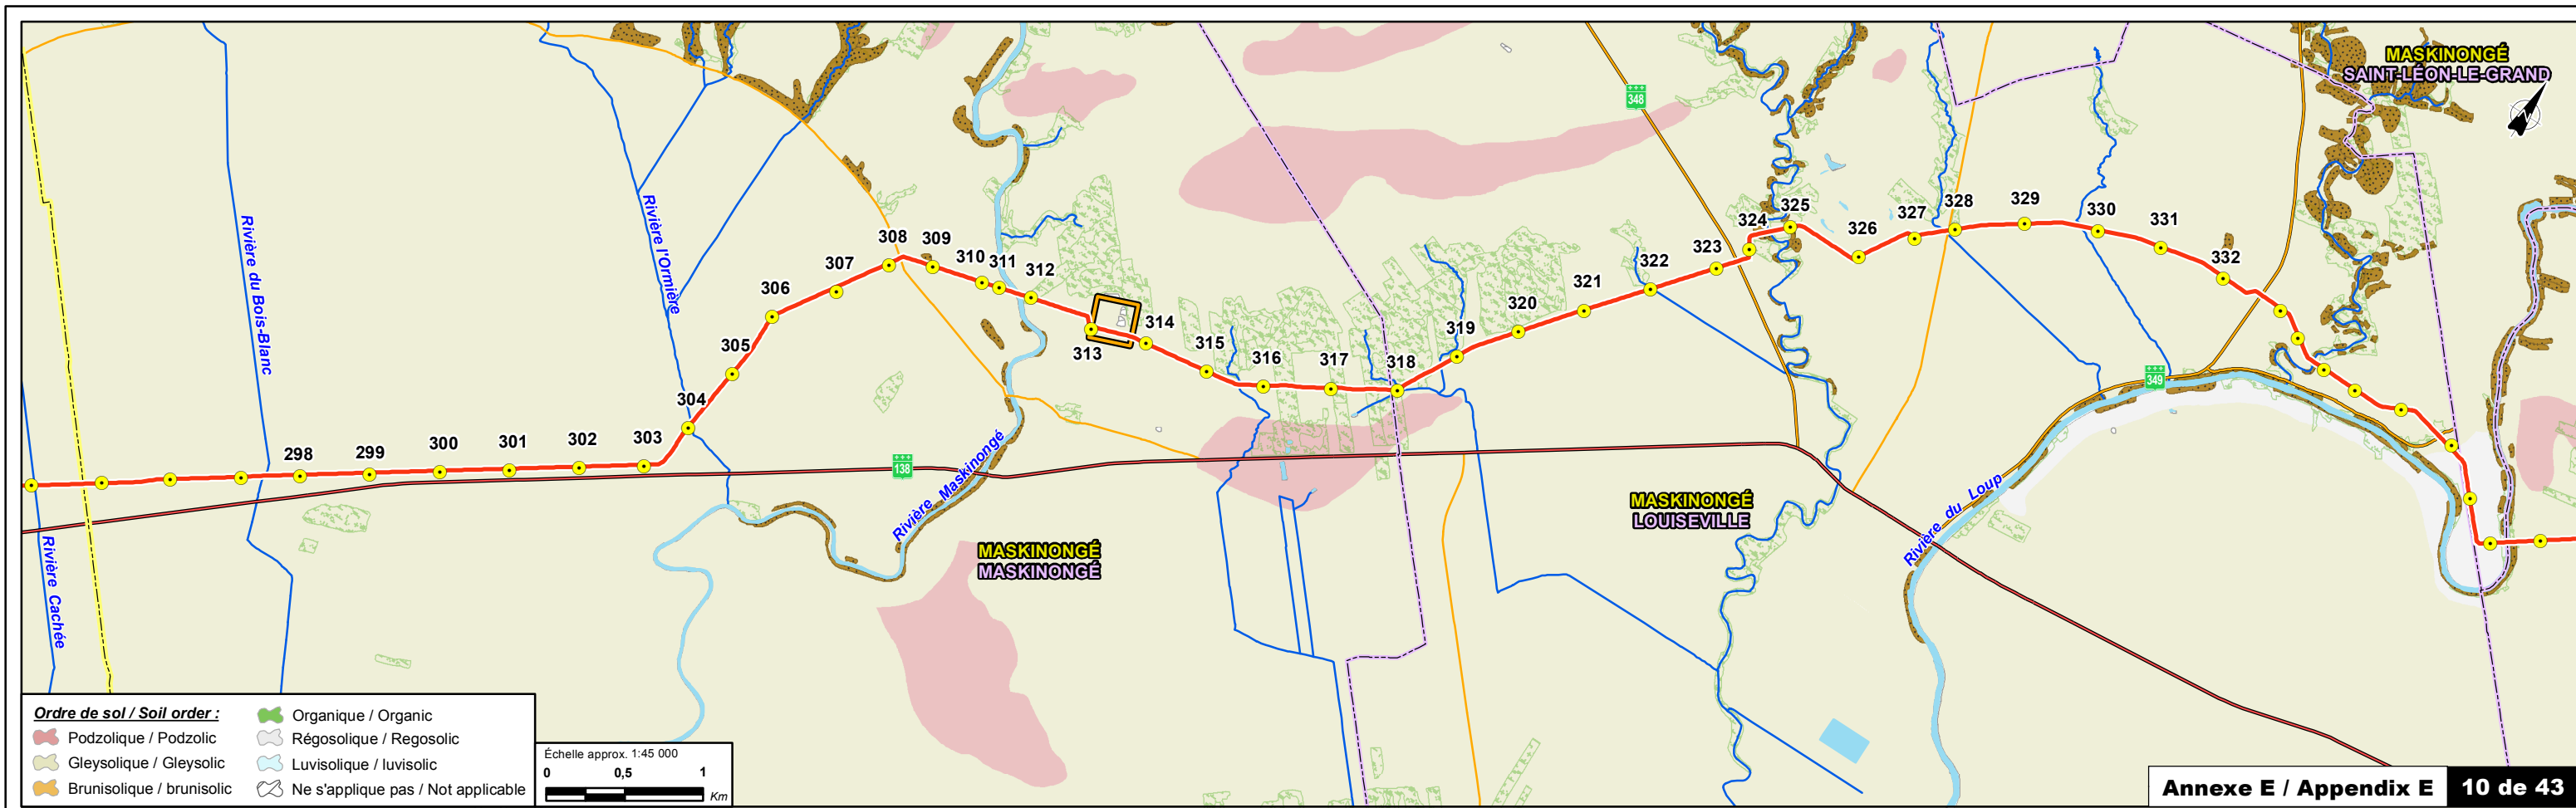 MASKINONGÉ
SAINT-LÉON-LE-GRAND
N
348
Rivière du Bois-Blanc
Rivière l'Ormière
298
299
300
301
302
303
304
305
306
307
308
309
310
311
312
313
314
315
316
317
318
319
320
321
322
323
324
325
326
327
328
329
330
331
332
349
138
Rivière Maskinongé
Rivière du Loup
Rivière Cachée
MASKINONGÉ
LOUISEVILLE
MASKINONGÉ
MASKINONGÉ
Ordre de sol / Soil order :
Podzolique / Podzolic
Gleysolique / Gleysolic
Brunisolique / brunisolic
Organique / Organic
Régosolique / Regosolic
Luvisolique / luvisolic
Ne s'applique pas / Not applicable
Échelle approx. 1:45 000
0 0,5 1
Km
Annexe E / Appendix E 10 de 43